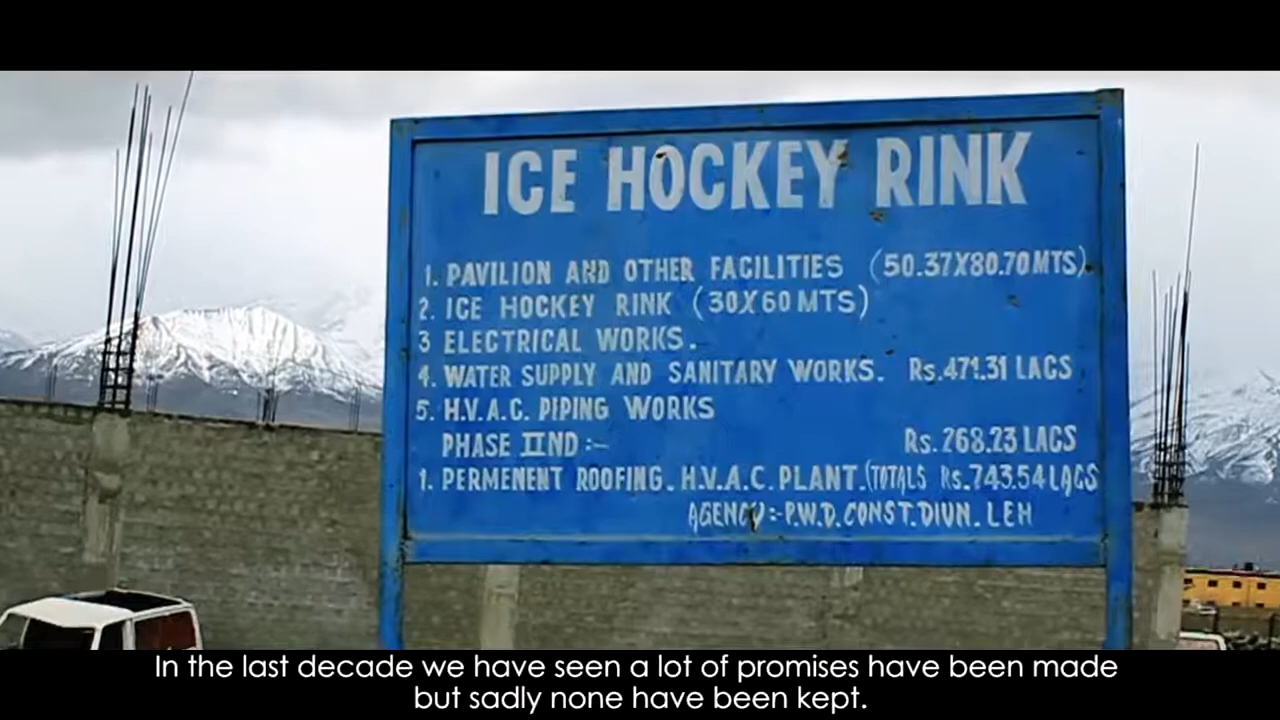 ICE HOCKEY RINK
1. PAVILION AND OTHER FACILITIES (50.37X80.70MTS)
2. ICE HOCKEY RINK (30X60 MTS)
3 ELECTRICAL WORKS.
4. WATER SUPPLY AND SANITARY WORKS. Rs.471.31 LACS
5. H.V.A.C. PIPING WORKS
PHASE IIND :- Rs. 268.23 LACS
1. PERMENENT ROOFING. H.V.A.C. PLANT.(TOTALS Rs.743.54LAGS
AGENCY:-P.W.D.CONST.DIUN. LEH
In the last decade we have seen a lot of promises have been made
but sadly none have been kept.